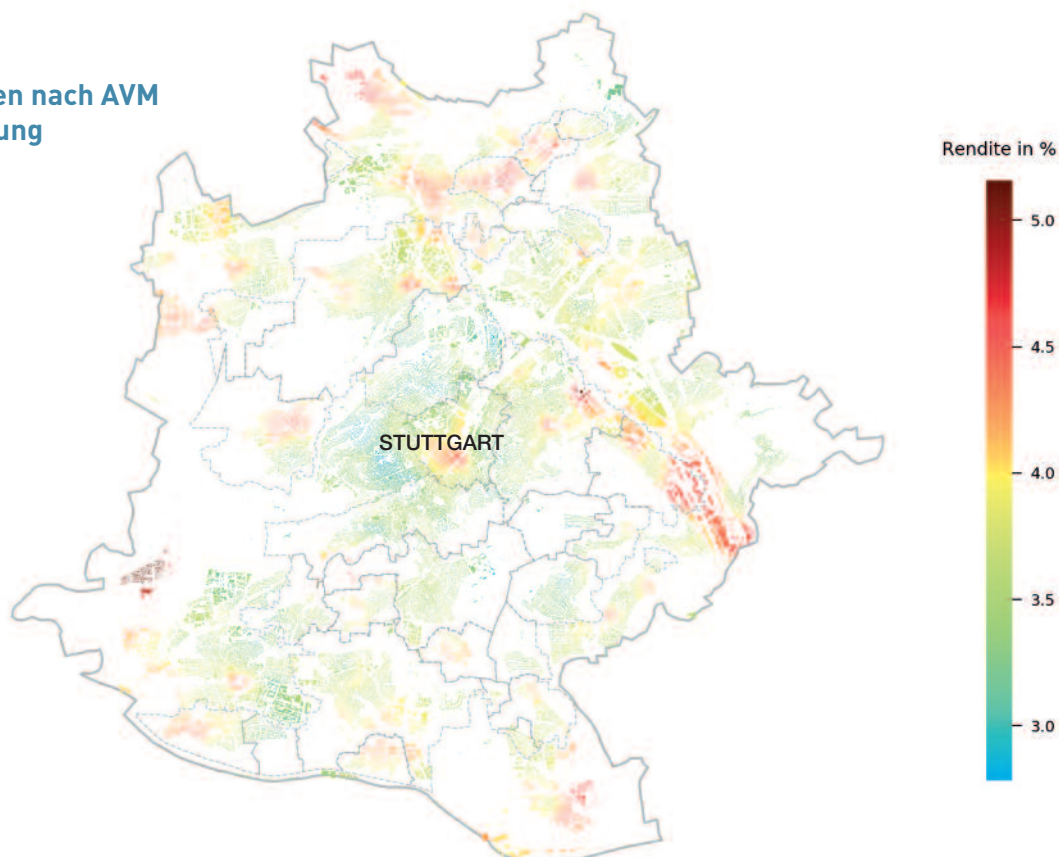 en nach AVM
ung
Rendite in %
5.0
4.5
STUTTGART
4.0
3.5
3.0